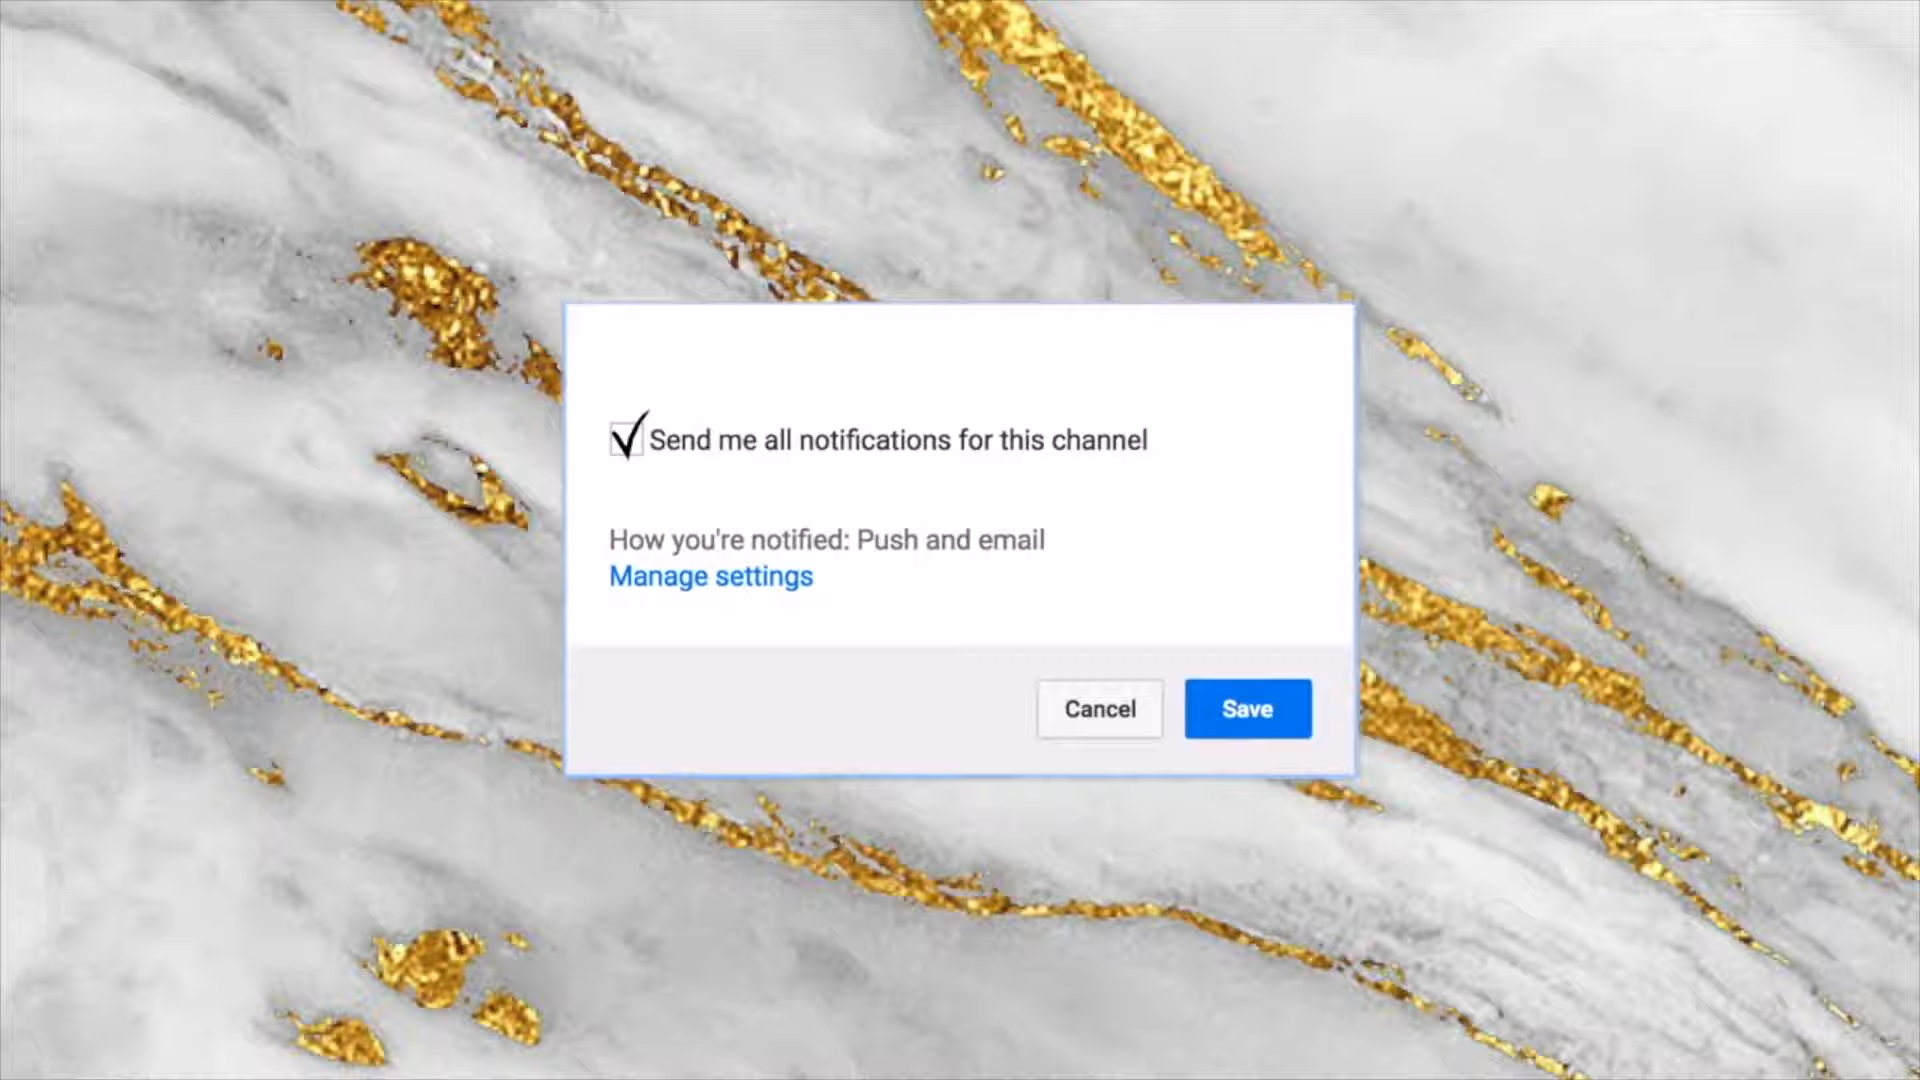 Send me all notifications for this channel
How you're notified: Push and email
Manage settings
Cancel
Save